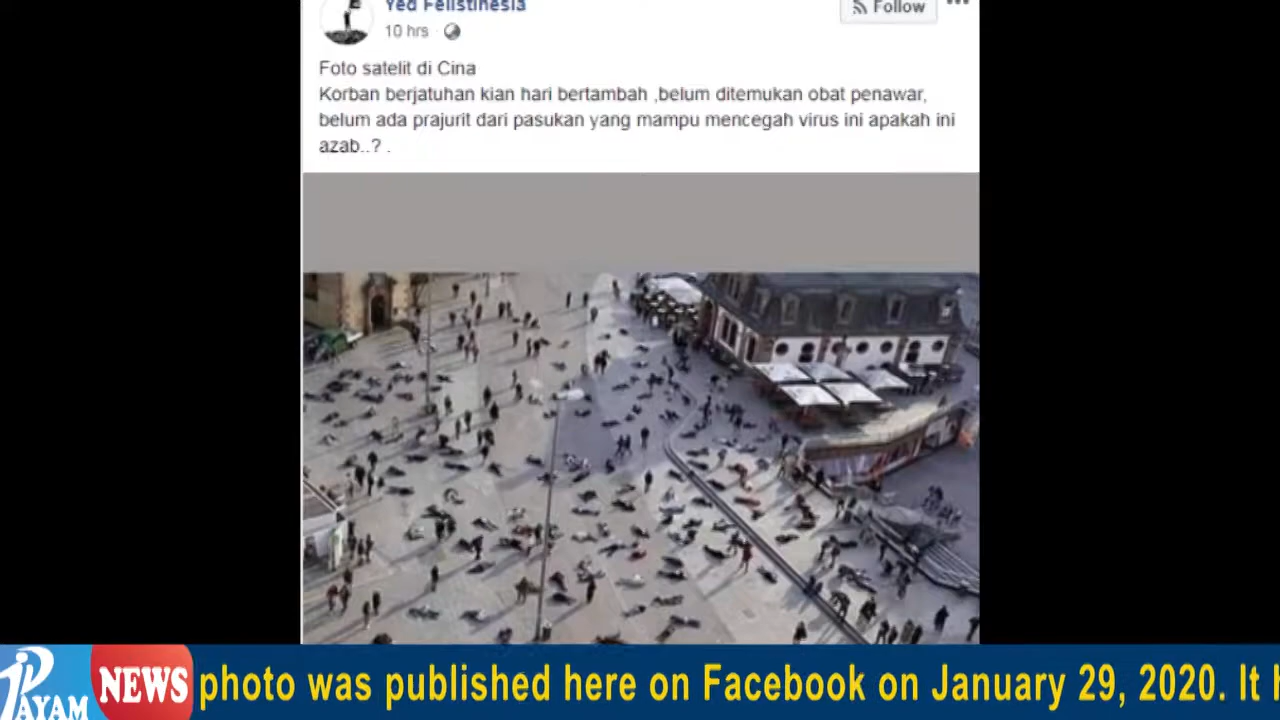 Yed Felistinesia
Follow
10 hrs
Foto satelit di Cina
Korban berjatuhan kian hari bertambah ,belum ditemukan obat penawar,
belum ada prajurit dari pasukan yang mampu mencegah virus ini apakah ini
azab..? .
PAYAM
NEWS
photo was published here on Facebook on January 29, 2020. It